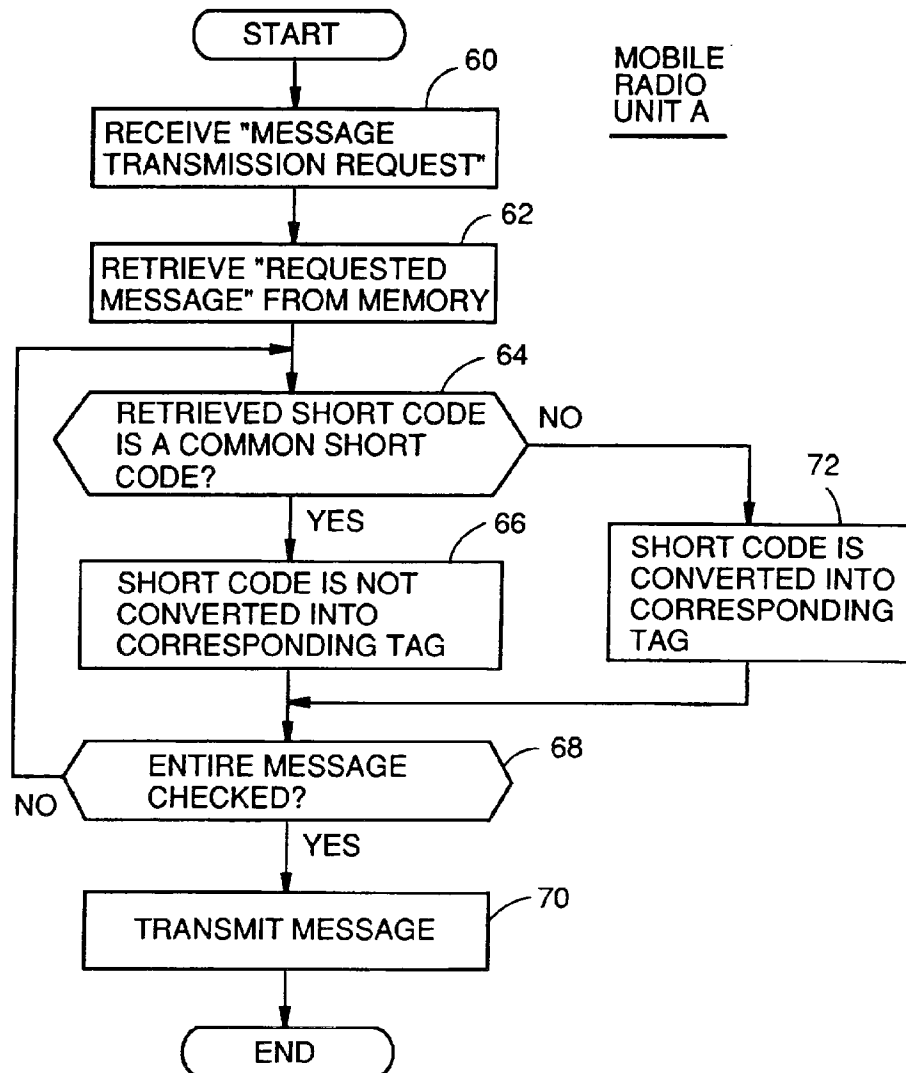 START
MOBILE
RADIO
UNIT A
60
RECEIVE "MESSAGE
TRANSMISSION REQUEST"
62
RETRIEVE "REQUESTED
MESSAGE" FROM MEMORY
64
RETRIEVED SHORT CODE
IS A COMMON SHORT
CODE?
NO
YES
66
SHORT CODE IS NOT
CONVERTED INTO
CORRESPONDING TAG
72
SHORT CODE IS
CONVERTED INTO
CORRESPONDING
TAG
68
ENTIRE MESSAGE
CHECKED?
NO
YES
70
TRANSMIT MESSAGE
END